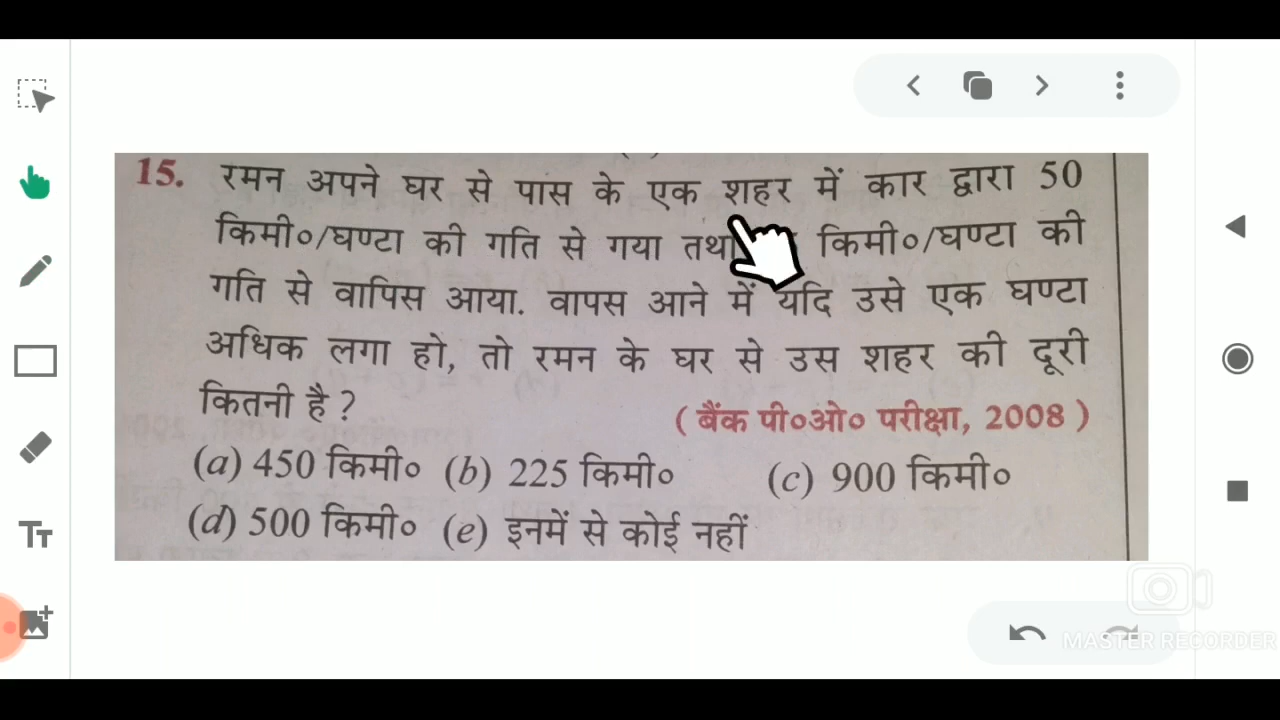 15. रमन अपने घर से पास के एक शहर में कार द्वारा 50
किमी०/घण्टा की गति से गया तथा किमी०/घण्टा की
गति से वापिस आया. वापस आने में यदि उसे एक घण्टा
अधिक लगा हो, तो रमन के घर से उस शहर की दूरी
कितनी है ?
( बैंक पी०ओ० परीक्षा, 2008 )
(a) 450 किमी० (b) 225 किमी० (c) 900 किमी०
(d) 500 किमी० (e) इनमें से कोई नहीं
Tт
MASTER RECORDER